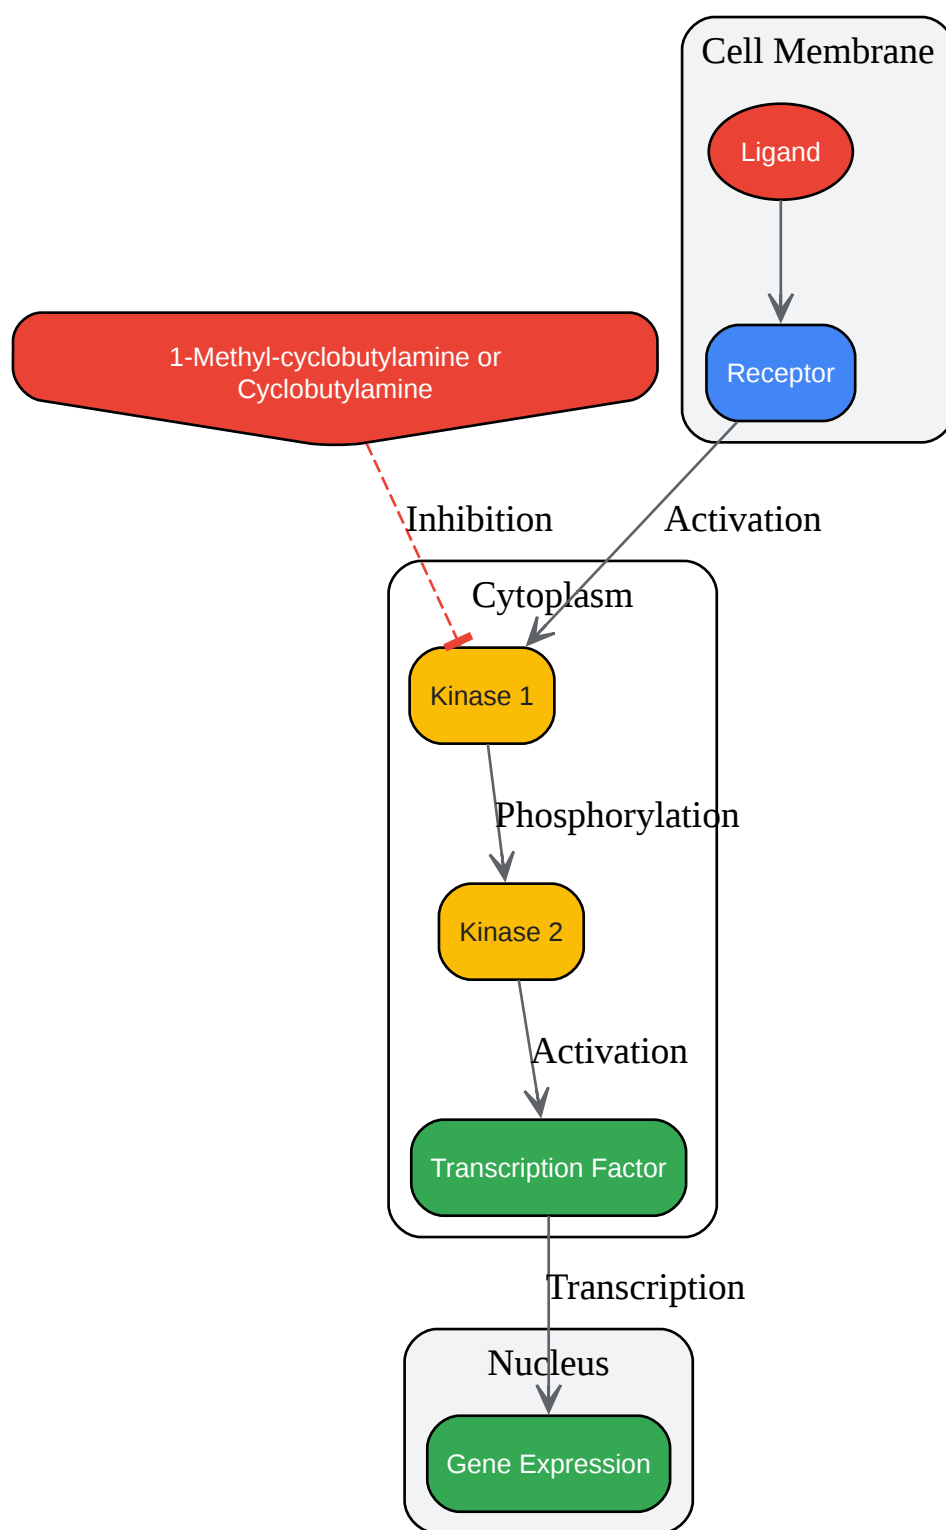 Cell Membrane
Ligand
Receptor
1-Methyl-cyclobutylamine or
Cyclobutylamine
Inhibition
Activation
Cytoplasm
Kinase 1
Phosphorylation
Kinase 2
Activation
Transcription Factor
Transcription
Nucleus
Gene Expression